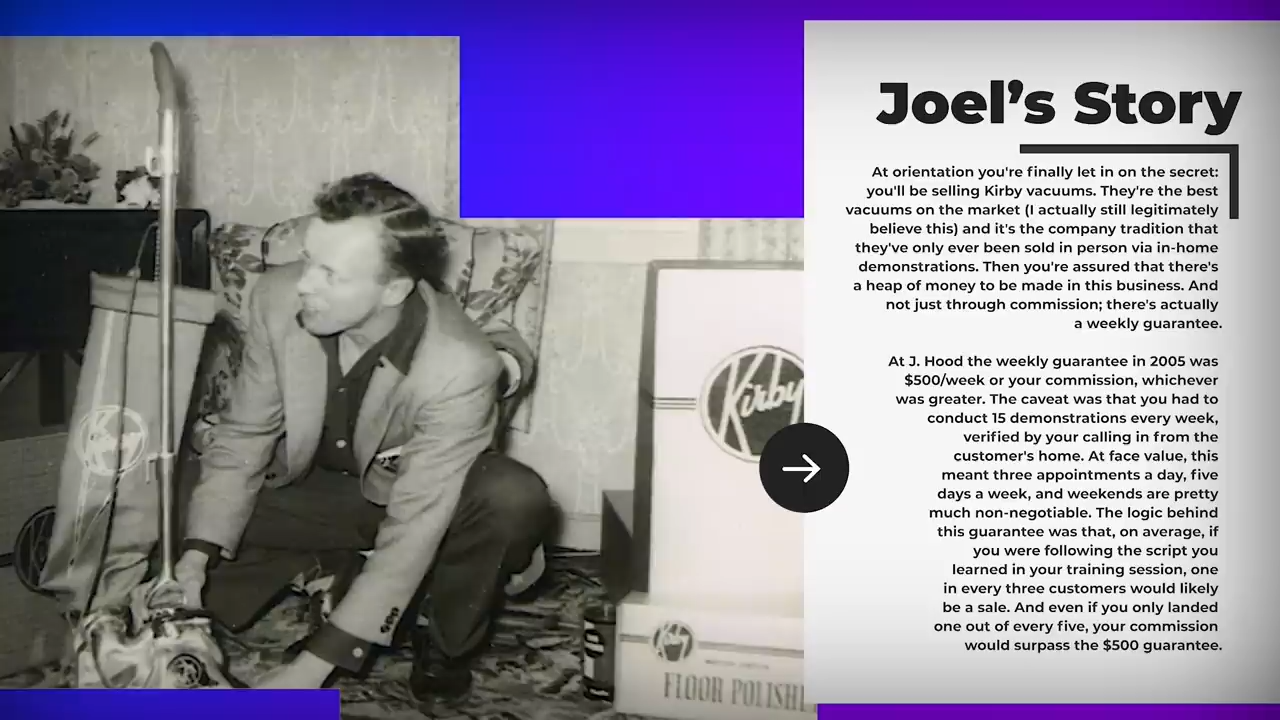 Joel's Story
At orientation you're finally let in on the secret:
you'll be selling Kirby vacuums. They're the best
vacuums on the market (I actually still legitimately
believe this) and it's the company tradition that
they've only ever been sold in person via in-home
demonstrations. Then you're assured that there's
a heap of money to be made in this business. And
not just through commission; there's actually
a weekly guarantee.
At J. Hood the weekly guarantee in 2005 was
$500/week or your commission, whichever
was greater. The caveat was that you had to
conduct 15 demonstrations every week,
verified by your calling in from the
customer's home. At face value, this
meant three appointments a day, five
days a week, and weekends are pretty
much non-negotiable. The logic behind
this guarantee was that, on average, if
you were following the script you
learned in your training session, one
in every three customers would likely
be a sale. And even if you only landed
one out of every five, your commission
would surpass the $500 guarantee.
Kirby
Kirby
Kirby
FLOOR POLISHE